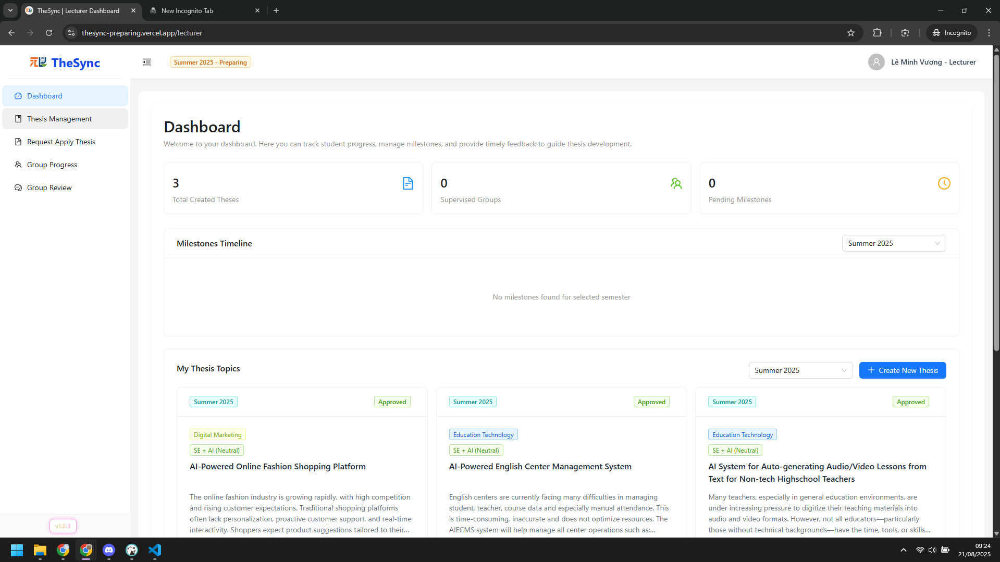 TheSync | Lecturer Dashboard
New Incognito Tab
thesync-preparing.vercel.app/lecturer
Incognito
TheSync
Summer 2025 - Preparing
Lê Minh Vương - Lecturer
Dashboard
Thesis Management
Request Apply Thesis
Group Progress
Group Review
v1.0.3
Dashboard
Welcome to your dashboard. Here you can track student progress, manage milestones, and provide timely feedback to guide thesis development.
3
Total Created Theses
0
Supervised Groups
0
Pending Milestones
Milestones Timeline
Summer 2025
No milestones found for selected semester
My Thesis Topics
Summer 2025
Create New Thesis
Summer 2025
Approved
Digital Marketing
SE + AI (Neutral)
AI-Powered Online Fashion Shopping Platform
The online fashion industry is growing rapidly, with high competition
and rising customer expectations. Traditional shopping platforms
often lack personalization, proactive customer support, and real-time
interactivity. Shoppers expect product suggestions tailored to their...
Summer 2025
Approved
Education Technology
SE + AI (Neutral)
AI-Powered English Center Management System
English centers are currently facing many difficulties in managing
student, teacher, course data and especially manual attendance. This
is time-consuming, inaccurate and does not optimize resources. The
AIECMS system will help manage all center operations such as:...
Summer 2025
Approved
Education Technology
SE + AI (Neutral)
AI System for Auto-generating Audio/Video Lessons from
Text for Non-tech Highschool Teachers
Many teachers, especially in general education environments, are
under increasing pressure to digitize their teaching materials into
audio and video formats. However, not all educators—particularly
those without technical backgrounds—have the time, tools, or skills...
09:24
21/08/2025